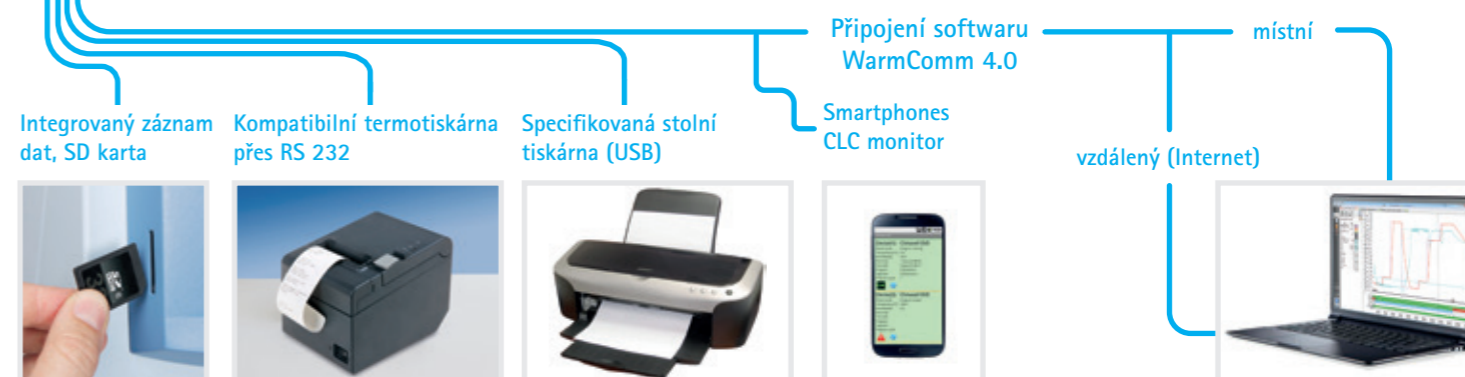 Připojení softwaru
WarmComm 4.0
místní
Integrovaný záznam
dat, SD karta
Kompatibilní termotiskárna
přes RS 232
Specifikovaná stolní
tiskárna (USB)
Smartphones
CLC monitor
vzdálený (Internet)